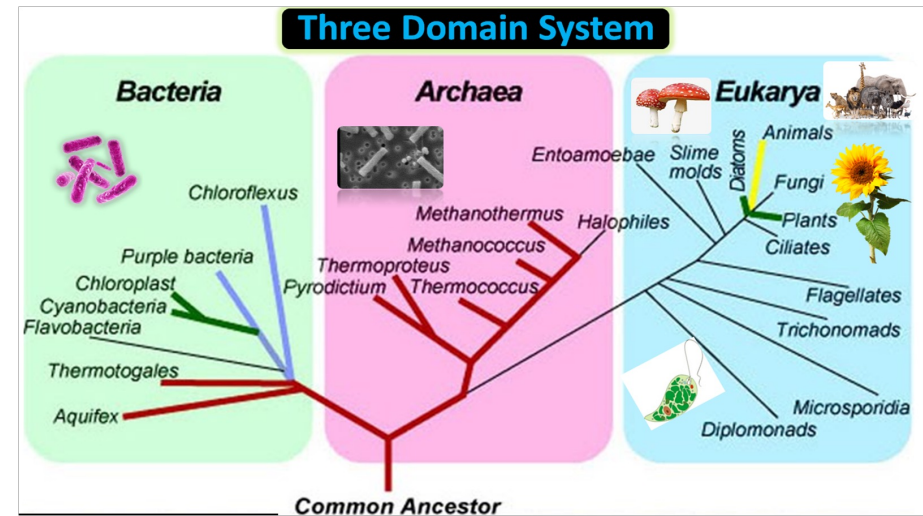 Three Domain System
Bacteria
Archaea
Eukarya
Chloroflexus
Purple bacteria
Chloroplast
Cyanobacteria
Flavobacteria
Thermotogales
Aquifex
Methanothermus
Halophiles
Methanococcus
Thermoproteus
Pyrodictium
Thermococcus
Entoamoebae
Slime
molds
Diatoms
Animals
Fungi
Plants
Ciliates
Flagellates
Trichonomads
Microsporidia
Diplomonads
Common Ancestor